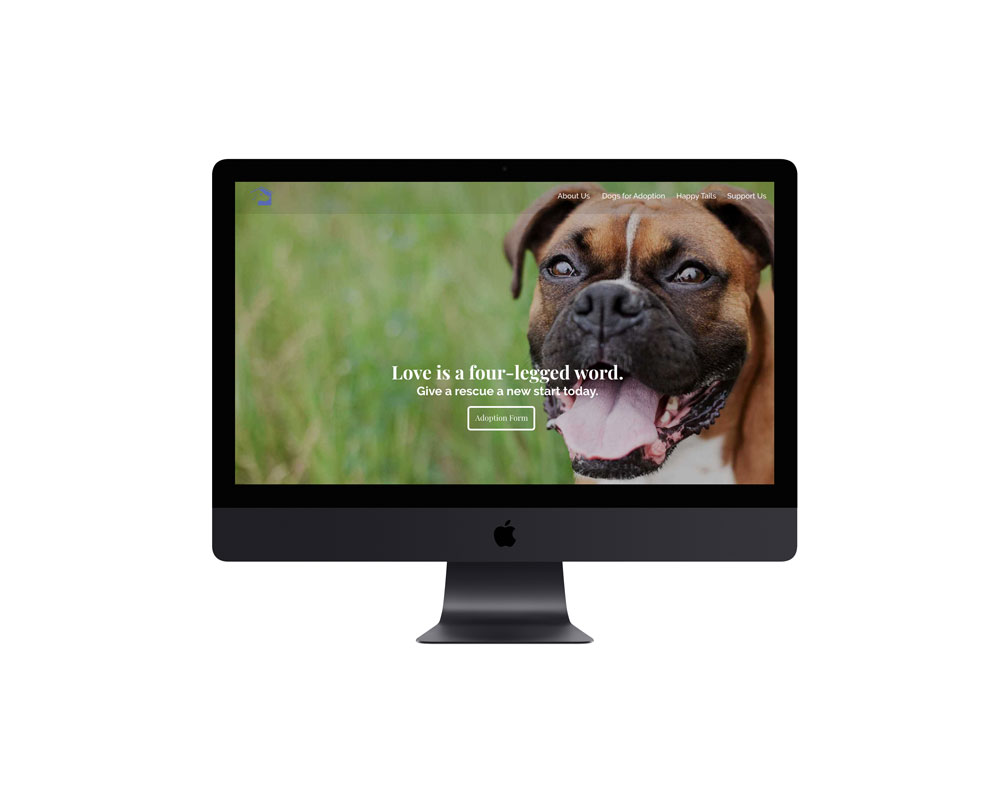 About Us Dogs for Adoption Happy Tails Support Us
Love is a four-legged word.
Give a rescue a new start today.
Adoption Form